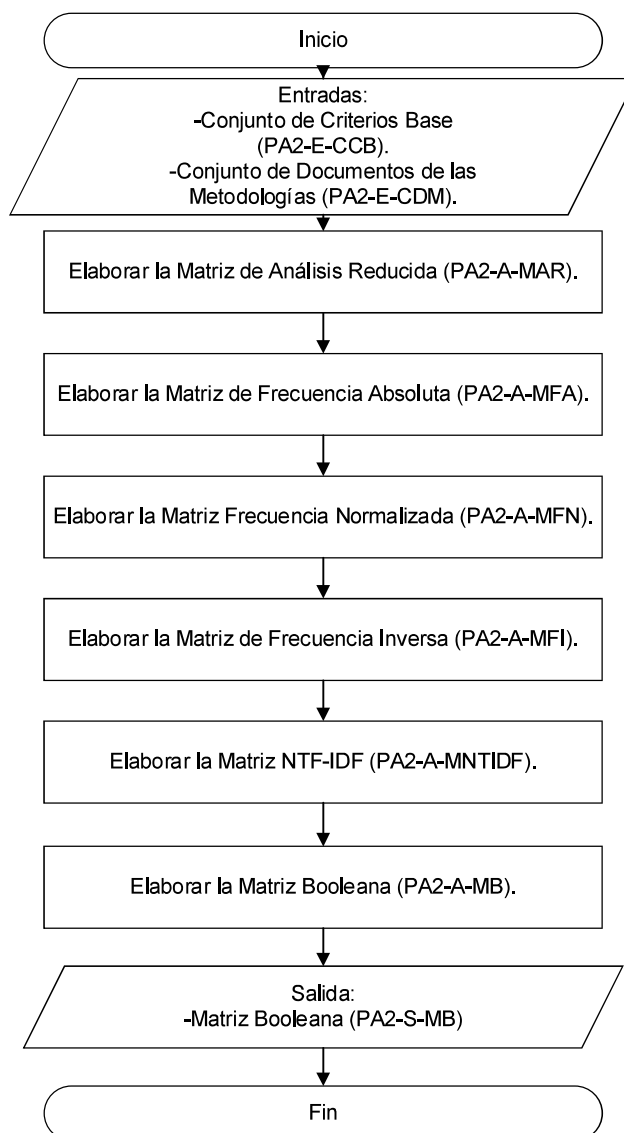 Inicio
Entradas:
-Conjunto de Criterios Base
(PA2-E-CCB).
-Conjunto de Documentos de las
Metodologías (PA2-E-CDM).
Elaborar la Matriz de Análisis Reducida (PA2-A-MAR).
Elaborar la Matriz de Frecuencia Absoluta (PA2-A-MFA).
Elaborar la Matriz Frecuencia Normalizada (PA2-A-MFN).
Elaborar la Matriz de Frecuencia Inversa (PA2-A-MFI).
Elaborar la Matriz NTF-IDF (PA2-A-MNTIDF).
Elaborar la Matriz Booleana (PA2-A-MB).
Salida:
-Matriz Booleana (PA2-S-MB)
Fin